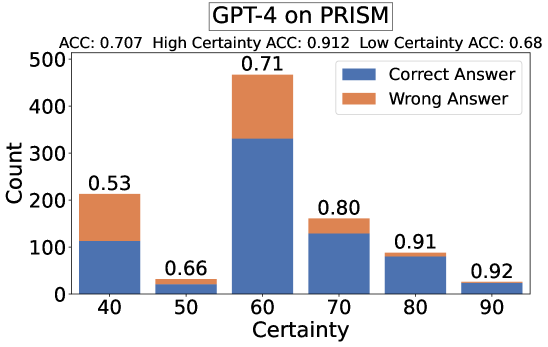 GPT-4 on PRISM
ACC: 0.707  High Certainty ACC: 0.912  Low Certainty ACC: 0.68
Correct Answer
Wrong Answer
Count
500
400
300
200
100
0
0.53
0.66
0.71
0.80
0.91
0.92
40 50 60 70 80 90
Certainty